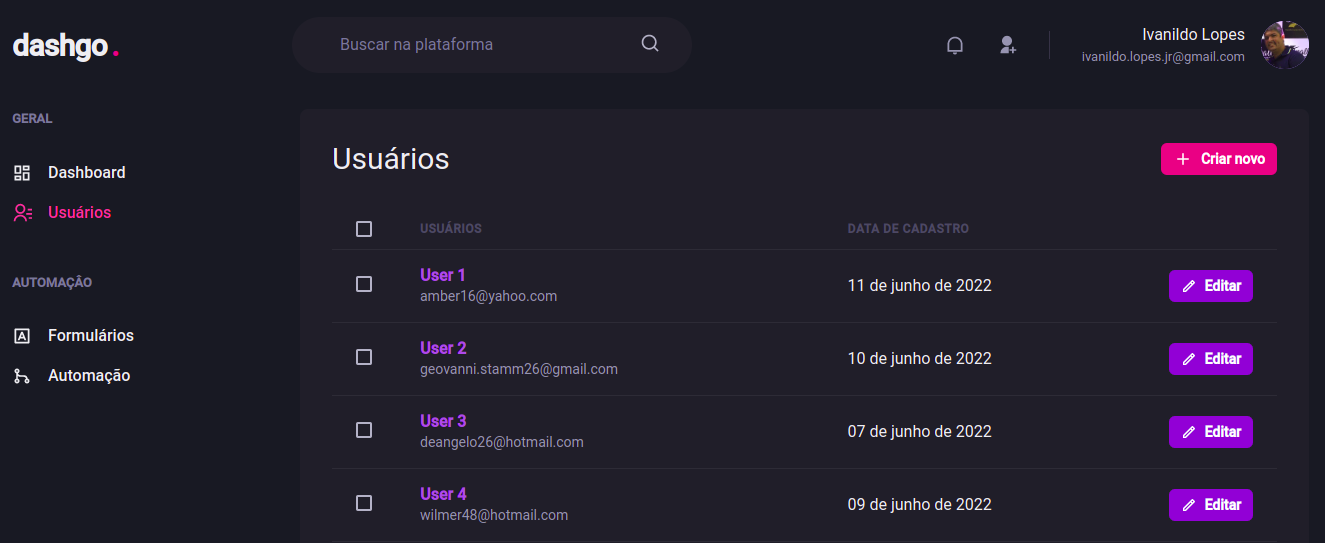 dashgo.
Buscar na plataforma
Ivanildo Lopes
ivanildo.lopes.jr@gmail.com
GERAL
Dashboard
Usuários
AUTOMAÇÂO
Formulários
Automação
Usuários
+ Criar novo
USUÁRIOS DATA DE CADASTRO
User 1
amber16@yahoo.com
11 de junho de 2022
Editar
User 2
geovanni.stamm26@gmail.com
10 de junho de 2022
Editar
User 3
deangelo26@hotmail.com
07 de junho de 2022
Editar
User 4
wilmer48@hotmail.com
09 de junho de 2022
Editar